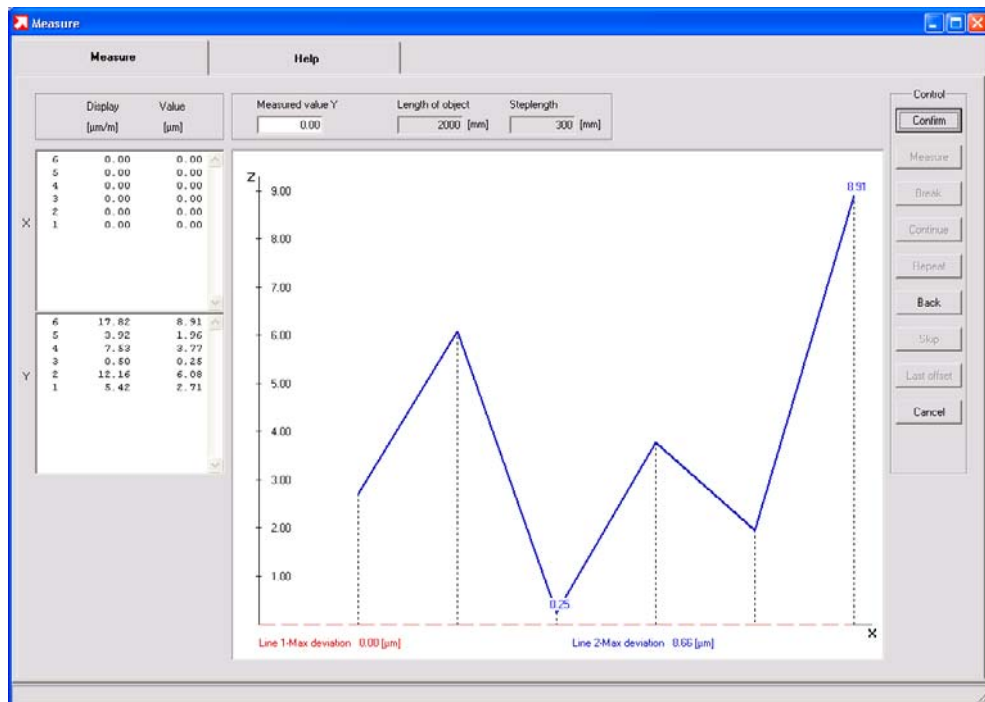 Measure
Measure Help
Display Value
[µm/m] [µm]
Measured value Y Length of object Steplength
0.00 2000 [mm] 300 [mm]
X
6 0.00 0.00
5 0.00 0.00
4 0.00 0.00
3 0.00 0.00
2 0.00 0.00
1 0.00 0.00
Y
6 17.82 8.91
5 3.92 1.96
4 7.53 3.77
3 0.50 0.25
2 12.16 6.08
1 5.42 2.71
Z
9.00
8.00
7.00
6.00
5.00
4.00
3.00
2.00
1.00
8.91
0.25
X
Line 1-Max deviation 0.00 [µm] Line 2-Max deviation 8.66 [µm]
Control
Confirm
Measure
Break
Continue
Repeat
Back
Skip
Last offset
Cancel